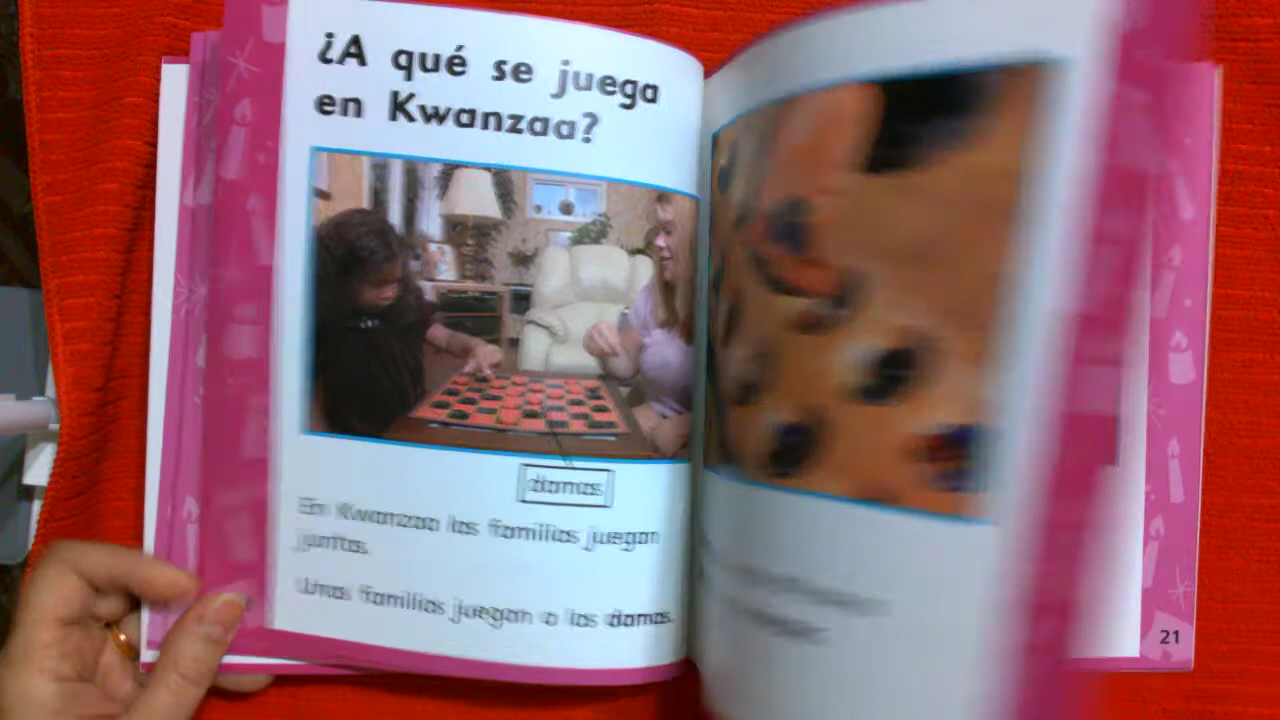 ¿A qué se juega
en Kwanzaa?
damas
En Kwanzaa las familias juegan
juntas.
Unas familias juegan a las damas.
21